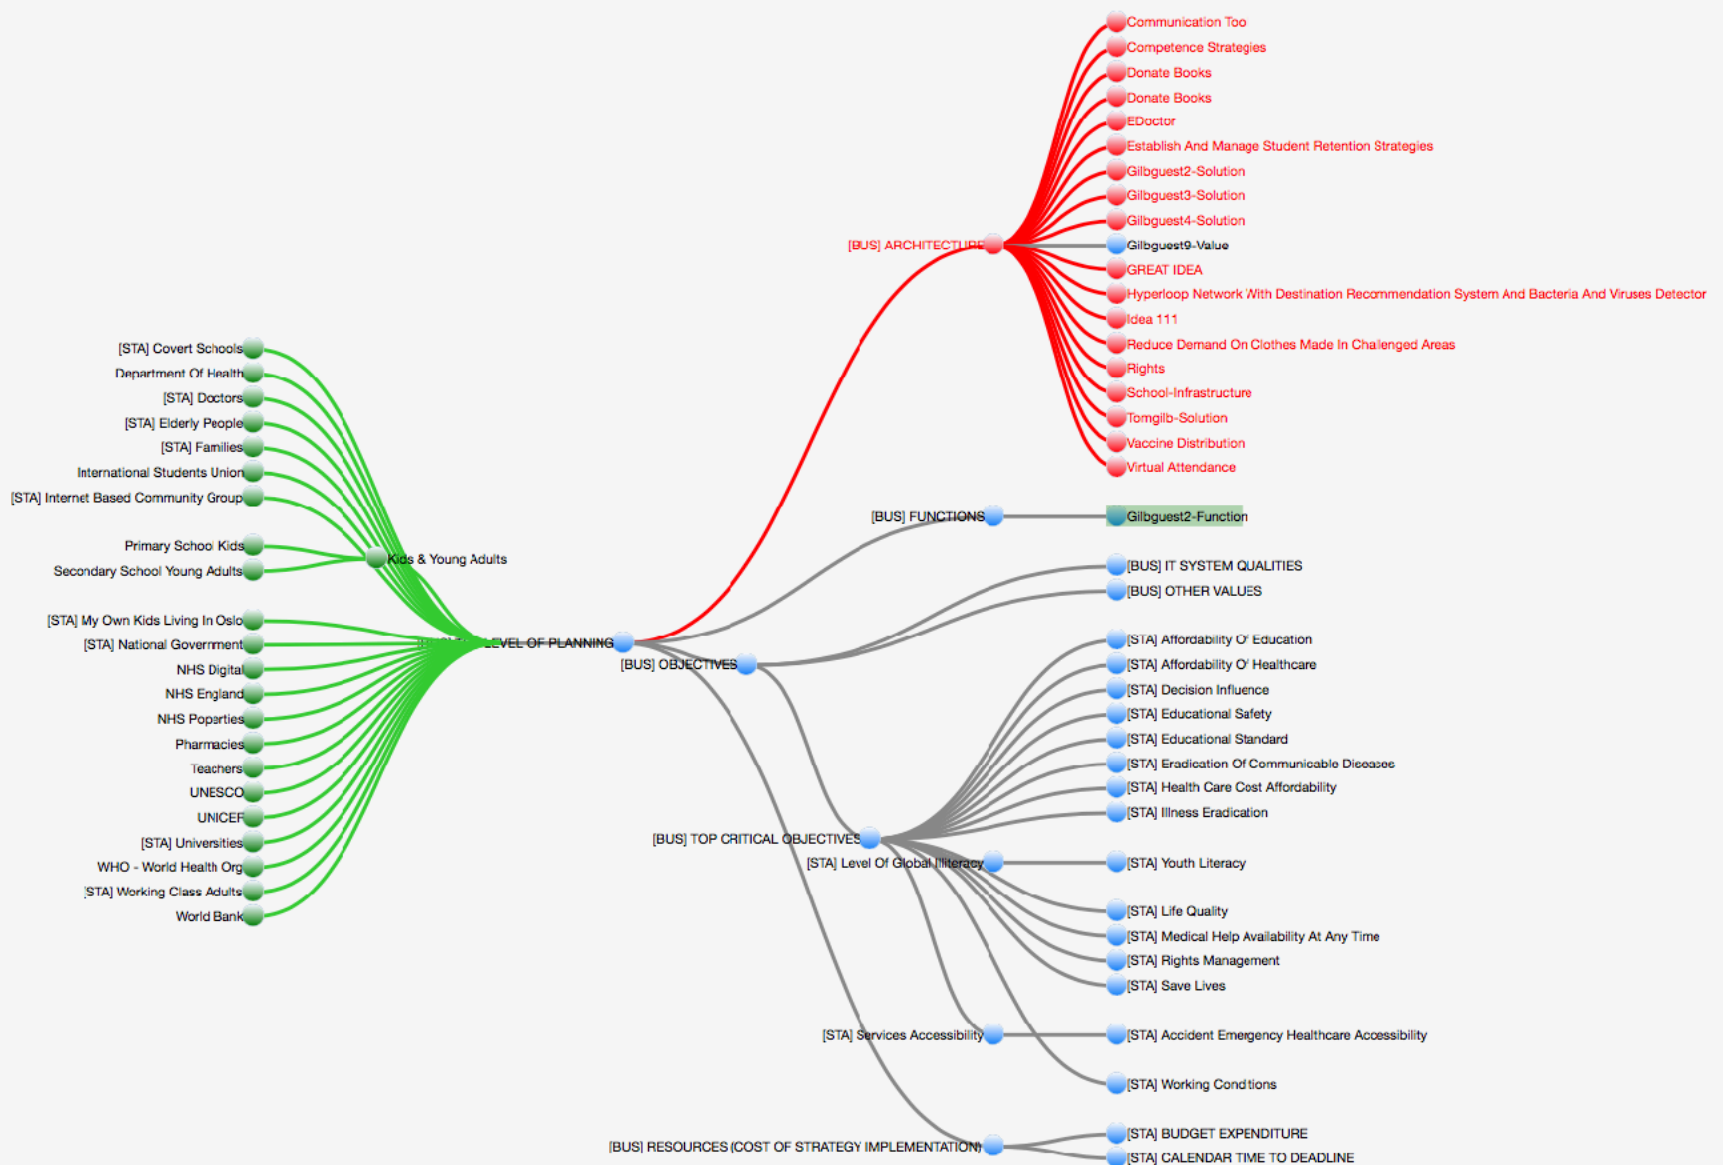 Communication Too
Competence Strategies
Donate Books
Donate Books
EDoctor
Establish And Manage Student Retention Strategies
Gilbguest2-Solution
Gilbguest3-Solution
Gilbguest4-Solution
[BUS] ARCHITECTURE
Gilbguest9-Value
GREAT IDEA
Hyperloop Network With Destination Recommendation System And Bacteria And Viruses Detector
Idea 111
Reduce Demand On Clothes Made In Challenged Areas
Rights
School-Infrastructure
Tomgilb-Solution
Vaccine Distribution
Virtual Attendance
[STA] Covert Schools
Department Of Health
[STA] Doctors
[STA] Elderly People
[STA] Families
International Students Union
[STA] Internet Based Community Group
Primary School Kids
Kids & Young Adults
Secondary School Young Adults
[STA] My Own Kids Living In Oslo
[STA] National Government
NHS Digital
NHS England
NHS Poperties
Pharmacies
Teachers
UNESCO
UNICEF
[STA] Universities
WHO - World Health Org
[STA] Working Class Adults
World Bank
LEVEL OF PLANNING
[BUS] FUNCTIONS
Gilbguest2-Function
[BUS] OBJECTIVES
[BUS] IT SYSTEM QUALITIES
[BUS] OTHER VALUES
[BUS] TOP CRITICAL OBJECTIVES
[STA] Affordability Of Education
[STA] Affordability Of Healthcare
[STA] Decision Influence
[STA] Educational Safety
[STA] Educational Standard
[STA] Eradication Of Communicable Diseases
[STA] Health Care Cost Affordability
[STA] Illness Eradication
[STA] Level Of Global Illiteracy
[STA] Youth Literacy
[STA] Life Quality
[STA] Medical Help Availability At Any Time
[STA] Rights Management
[STA] Save Lives
[STA] Services Accessibility
[STA] Accident Emergency Healthcare Accessibility
[STA] Working Conditions
[BUS] RESOURCES (COST OF STRATEGY IMPLEMENTATION)
[STA] BUDGET EXPENDITURE
[STA] CALENDAR TIME TO DEADLINE